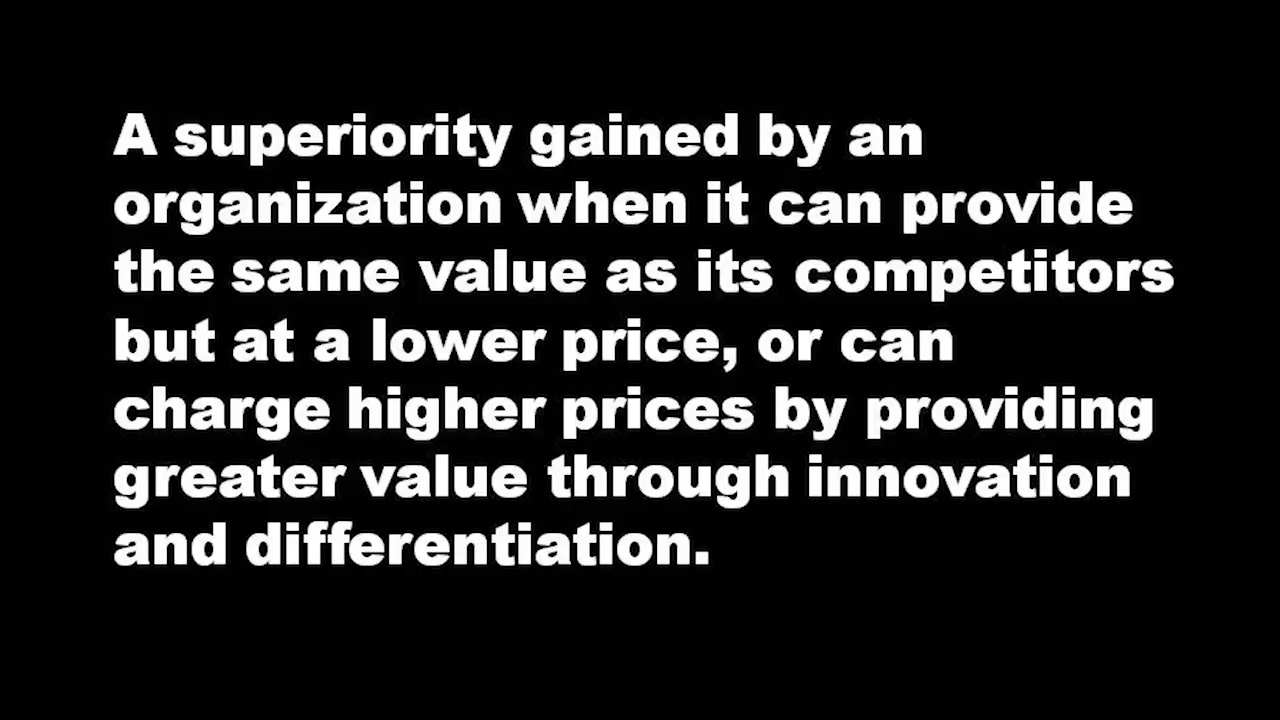 A superiority gained by an
organization when it can provide
the same value as its competitors
but at a lower price, or can
charge higher prices by providing
greater value through innovation
and differentiation.